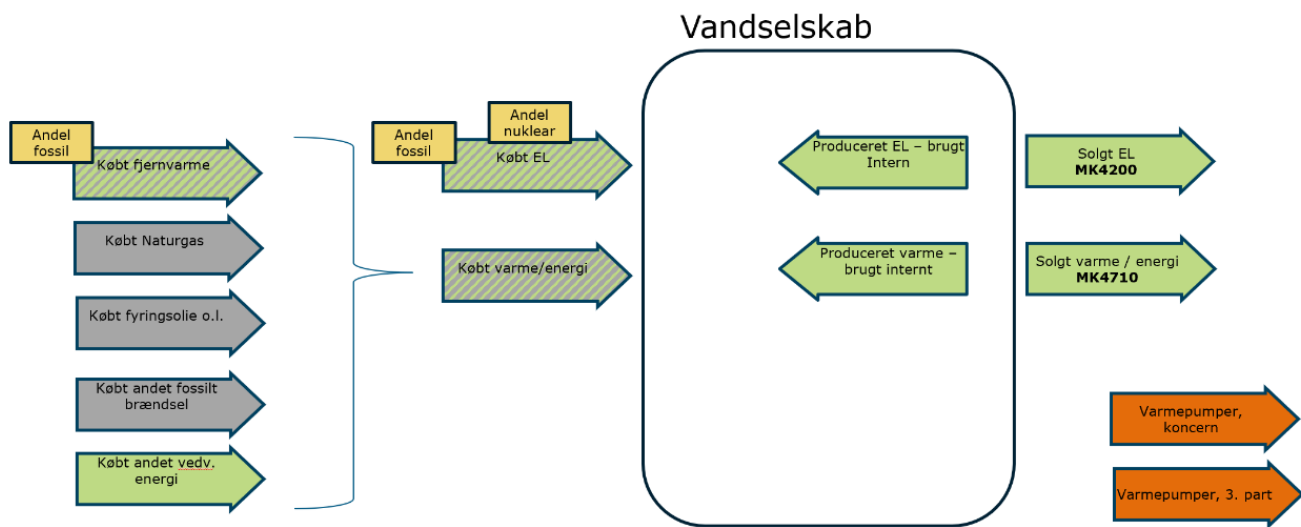 Vandselskab
Andel
fossil
Købt fjernvarme
Købt Naturgas
Købt fyringsolie o.l.
Købt andet fossilt
brændsel
Købt andet vedv.
energi
Andel
fossil
Andel
nuklear
Købt EL
Købt varme/energi
Produceret EL – brugt
Intern
Produceret varme –
brugt internt
Solgt EL
MK4200
Solgt varme / energi
MK4710
Varmepumper,
koncern
Varmepumper, 3. part